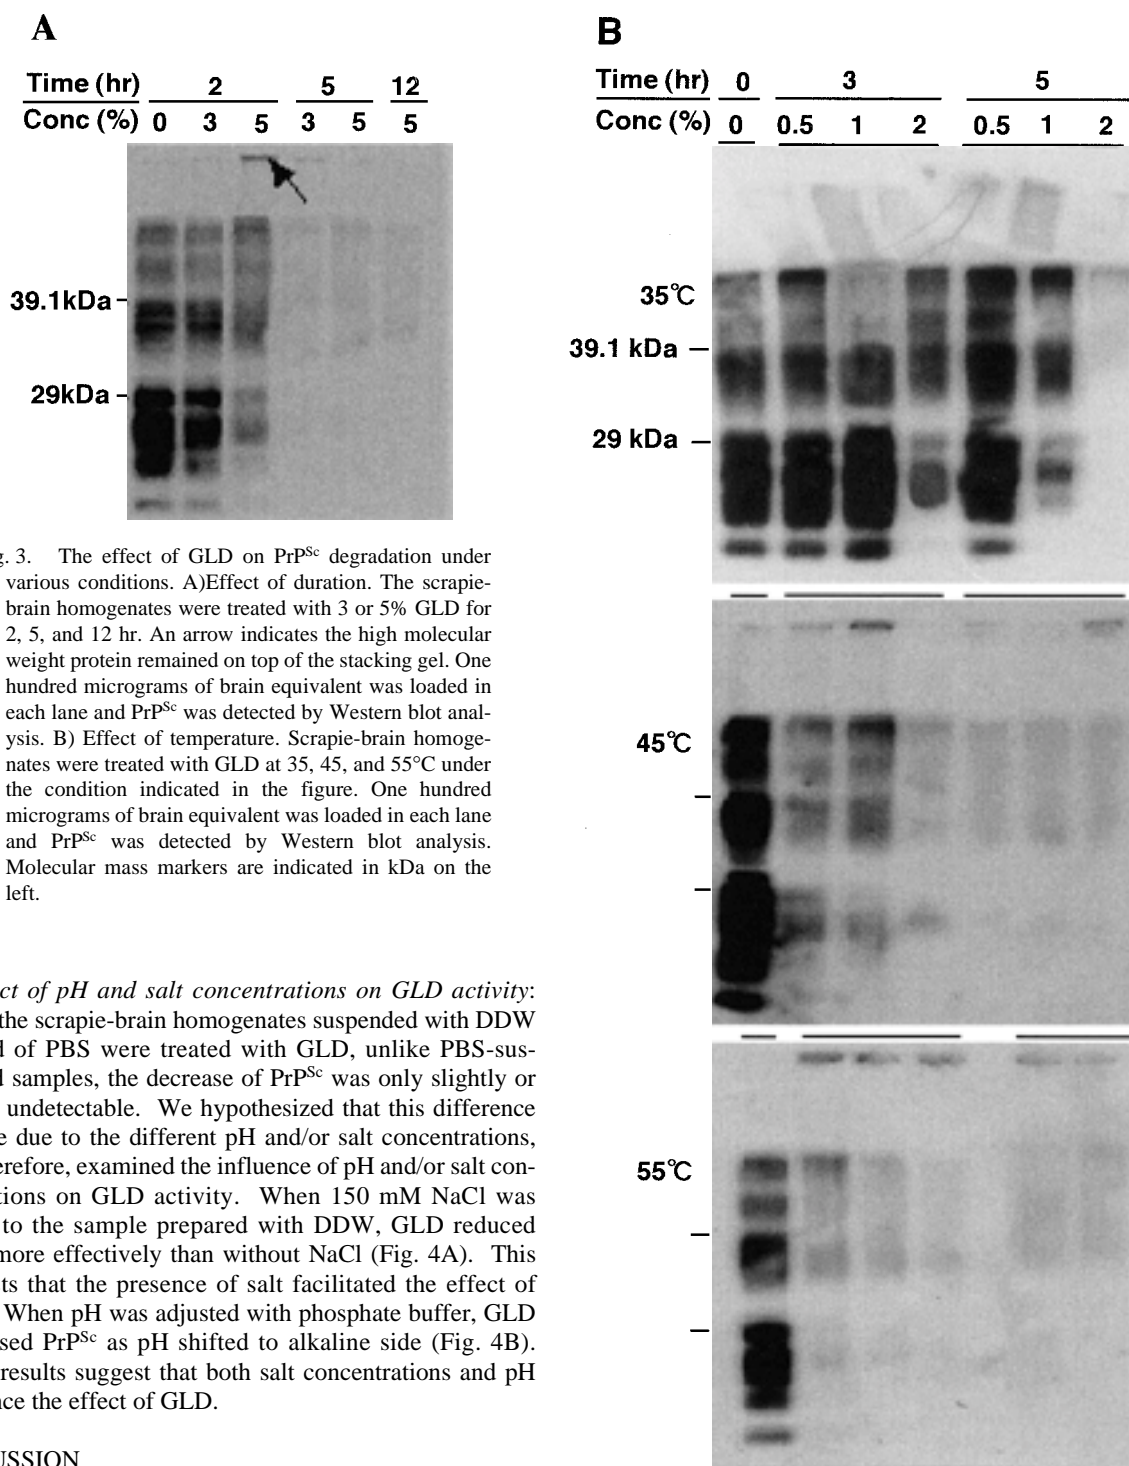 A
Time (hr) 2 5 12
Conc (%) 0 3 5 3 5 5
39.1kDa
29kDa
g. 3. The effect of GLD on PrPSc degradation under
various conditions. A)Effect of duration. The scrapie-
brain homogenates were treated with 3 or 5% GLD for
2, 5, and 12 hr. An arrow indicates the high molecular
weight protein remained on top of the stacking gel. One
hundred micrograms of brain equivalent was loaded in
each lane and PrPSc was detected by Western blot anal-
ysis. B) Effect of temperature. Scrapie-brain homoge-
nates were treated with GLD at 35, 45, and 55°C under
the condition indicated in the figure. One hundred
micrograms of brain equivalent was loaded in each lane
and PrPSc was detected by Western blot analysis.
Molecular mass markers are indicated in kDa on the
left.
ct of pH and salt concentrations on GLD activity:
the scrapie-brain homogenates suspended with DDW
d of PBS were treated with GLD, unlike PBS-sus-
d samples, the decrease of PrPSc was only slightly or
undetectable. We hypothesized that this difference
e due to the different pH and/or salt concentrations,
erefore, examined the influence of pH and/or salt con-
tions on GLD activity. When 150 mM NaCl was
to the sample prepared with DDW, GLD reduced
more effectively than without NaCl (Fig. 4A). This
ts that the presence of salt facilitated the effect of
When pH was adjusted with phosphate buffer, GLD
sed PrPSc as pH shifted to alkaline side (Fig. 4B).
results suggest that both salt concentrations and pH
nce the effect of GLD.
USSION
B
Time (hr) 0 3 5
Conc (%) 0 0.5 1 2 0.5 1 2
35°C
39.1 kDa
29 kDa
45°C
55°C